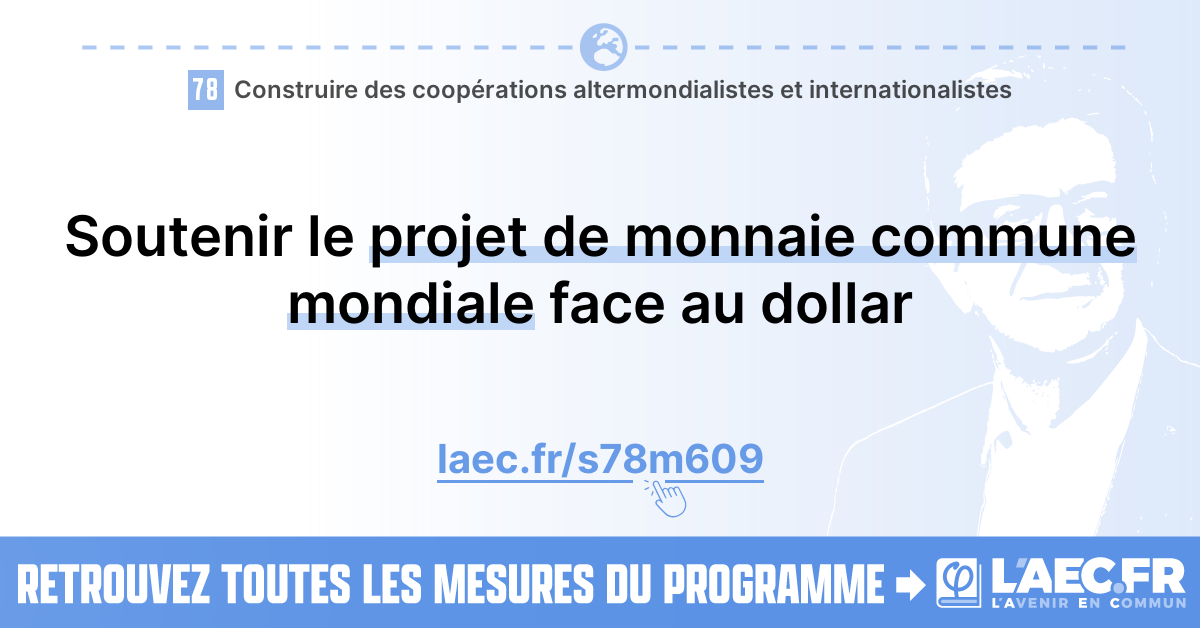 78 Construire des coopérations altermondialistes et internationalistes
Soutenir le projet de monnaie commune
mondiale face au dollar
laec.fr/s78m609
RETROUVEZ TOUTES LES MESURES DU PROGRAMME
φ L'AEC.FR
L'AVENIR EN COMMUN